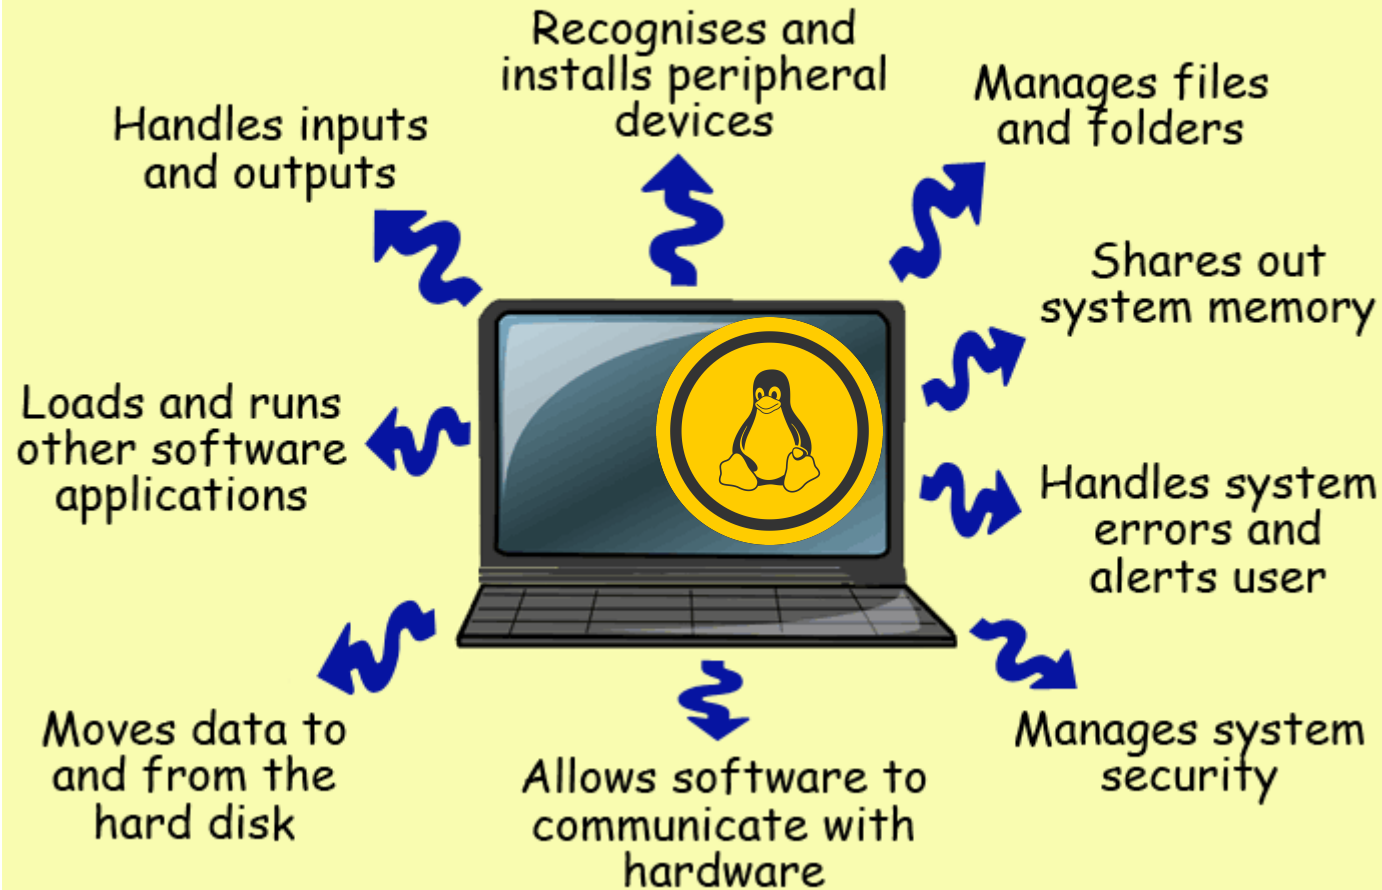 Recognises and
installs peripheral
devices
Manages files
and folders
Handles inputs
and outputs
Shares out
system memory
Loads and runs
other software
applications
Handles system
errors and
alerts user
Moves data to
and from the
hard disk
Allows software to
communicate with
hardware
Manages system
security